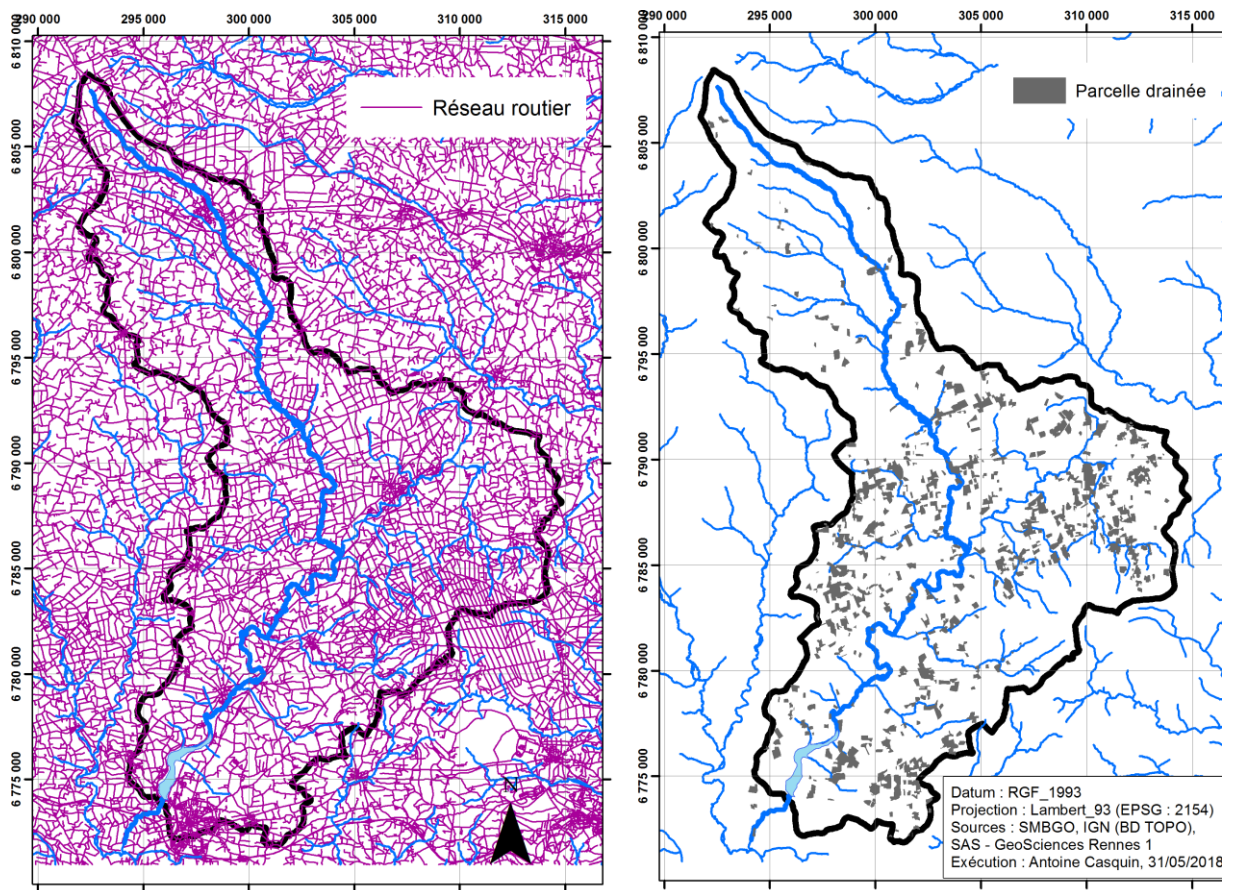 290 000 295 000 300 000 305 000 310 000 315 000
6 810 000
6 805 000
6 800 000
6 795 000
6 790 000
6 785 000
6 780 000
6 775 000
Réseau routier
N
290 000 295 000 300 000 305 000 310 000 315 000
6 810 000
6 805 000
6 800 000
6 795 000
6 790 000
6 785 000
6 780 000
6 775 000
Parcelle drainée
Datum : RGF_1993
Projection : Lambert_93 (EPSG : 2154)
Sources : SMBGO, IGN (BD TOPO),
SAS - GeoSciences Rennes 1
Exécution : Antoine Casquin, 31/05/2018